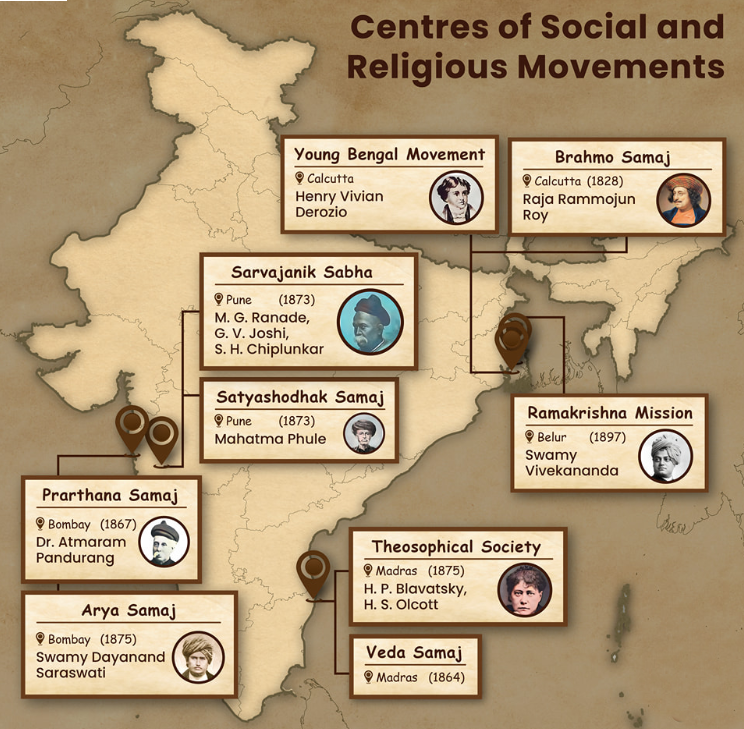 Centres of Social and
Religious Movements
Young Bengal Movement
Calcutta
Henry Vivian
Derozio
Brahmo Samaj
Calcutta (1828)
Raja Rammojun
Roy
Sarvajanik Sabha
Pune (1873)
M. G. Ranade,
G. V. Joshi,
S. H. Chiplunkar
Satyashodhak Samaj
Pune (1873)
Mahatma Phule
Ramakrishna Mission
Belur (1897)
Swamy
Vivekananda
Prarthana Samaj
Bombay (1867)
Dr. Atmaram
Pandurang
Theosophical Society
Madras (1875)
H. P. Blavatsky,
H. S. Olcott
Arya Samaj
Bombay (1875)
Swamy Dayanand
Saraswati
Veda Samaj
Madras (1864)